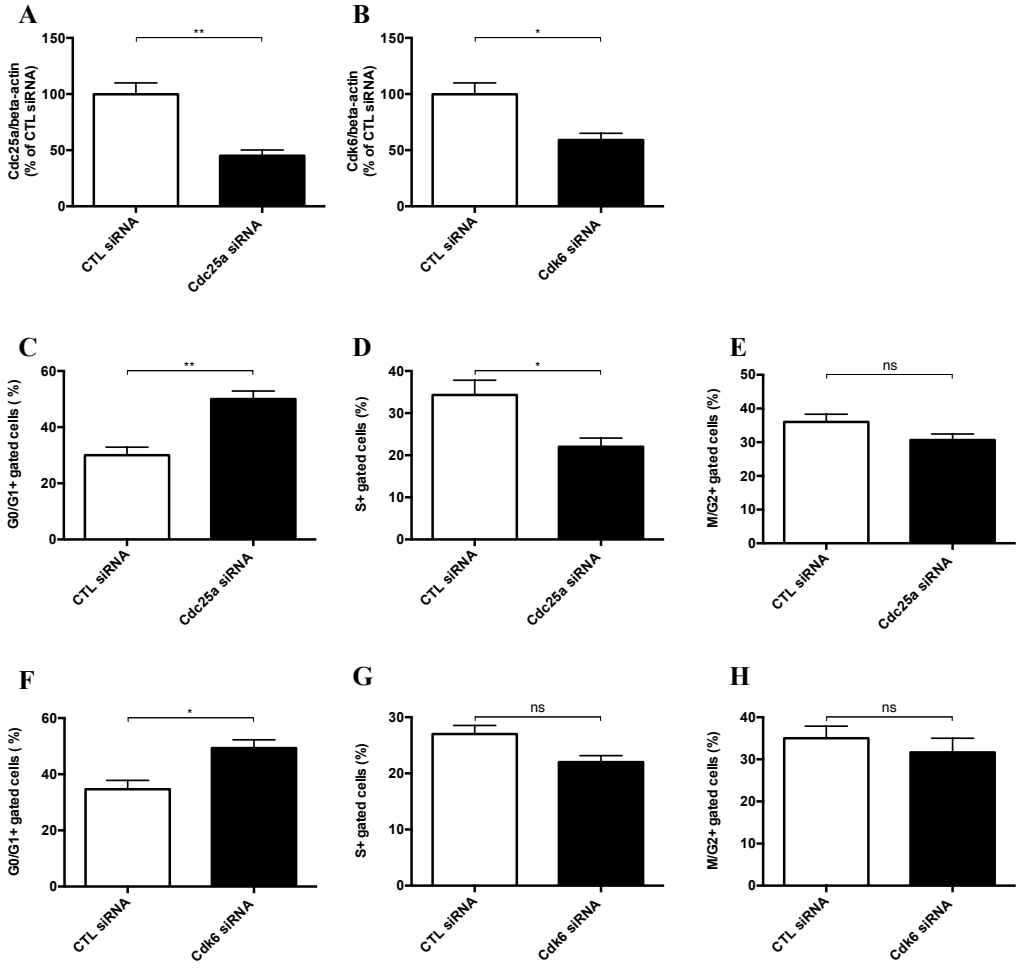 A
Cdc25a/beta-actin
(% of CTL siRNA)
150
100
50
0
**
CTL siRNA
Cdc25a siRNA
B
Cdk6/beta-actin
(% of CTL siRNA)
150
100
50
0
*
CTL siRNA
Cdk6 siRNA
C
G0/G1+ gated cells ( %)
60
40
20
0
**
CTL siRNA
Cdc25a siRNA
D
S+ gated cells (%)
40
30
20
10
0
*
CTL siRNA
Cdc25a siRNA
E
M/G2+ gated cells (%)
50
40
30
20
10
0
ns
CTL siRNA
Cdc25a siRNA
F
G0/G1+ gated cells ( %)
60
40
20
0
*
CTL siRNA
Cdk6 siRNA
G
S+ gated cells (%)
30
20
10
0
ns
CTL siRNA
Cdk6 siRNA
H
M/G2+ gated cells (%)
40
30
20
10
0
ns
CTL siRNA
Cdk6 siRNA